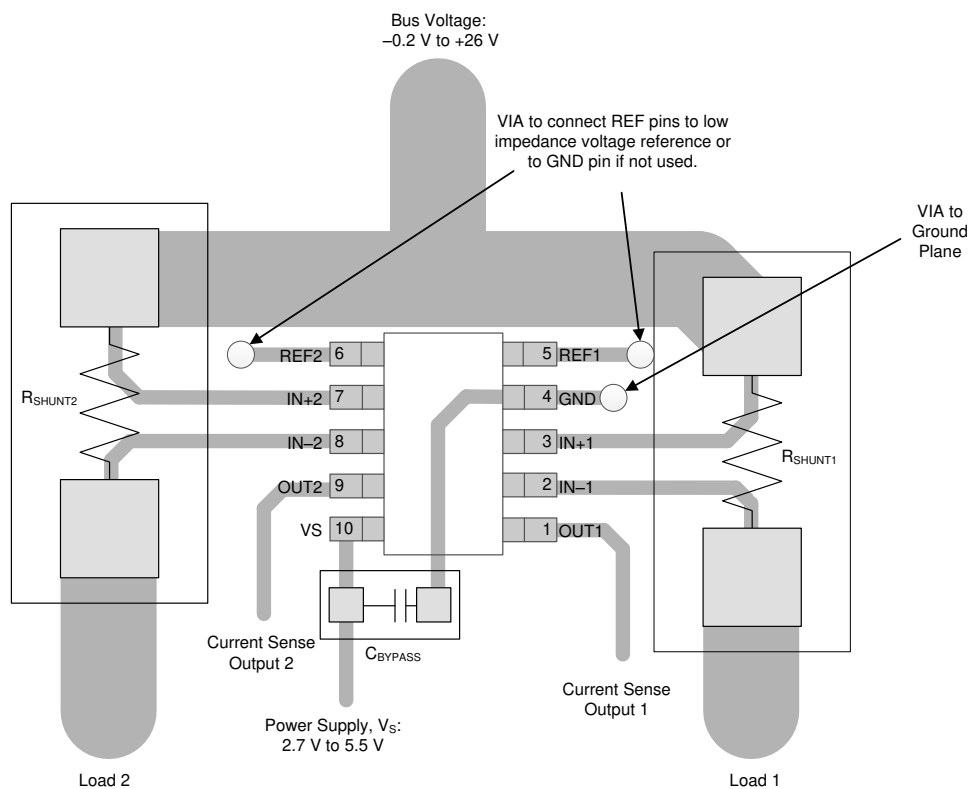 Bus Voltage:
–0.2 V to +26 V
VIA to connect REF pins to low
impedance voltage reference or
to GND pin if not used.
VIA to
Ground
Plane
REF2 6
5 REF1
IN+2 7
4 GND
RSHUNT2
IN–2 8
3 IN+1
RSHUNT1
OUT2 9
2 IN–1
VS 10
1 OUT1
Current Sense
Output 2
CBYPASS
Current Sense
Output 1
Power Supply, VS:
2.7 V to 5.5 V
Load 2
Load 1